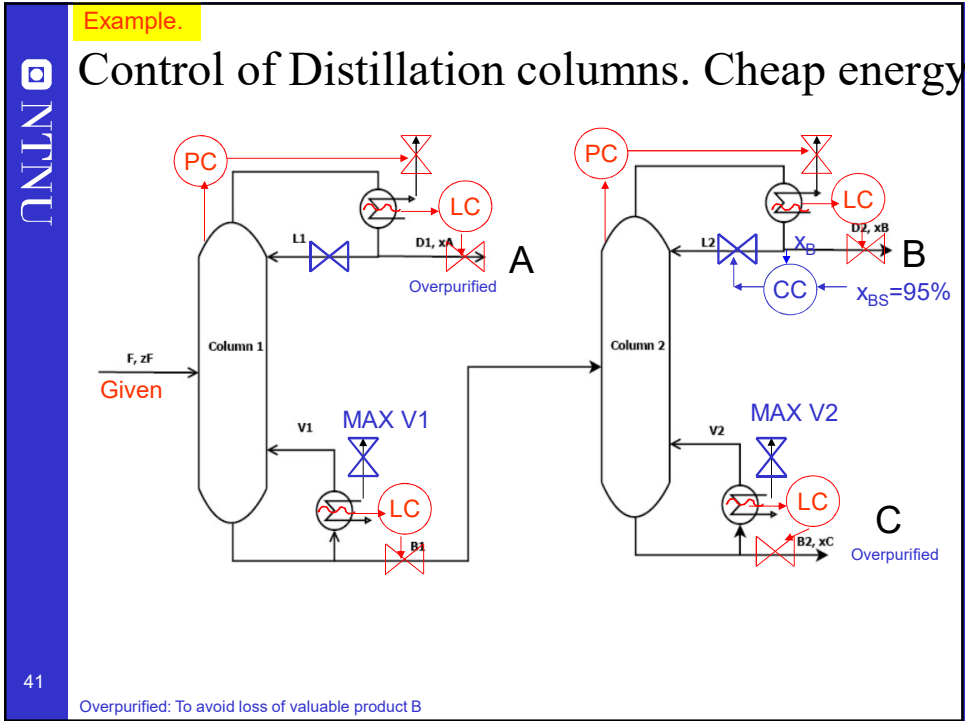 Example.
Control of Distillation columns. Cheap energy
NTNU
PC
LC
L1
D1, xA
A
Overpurified
Column 1
F, zF
Given
MAX V1
V1
LC
B1
PC
LC
L2
xB
D2, xB
B
CC
xBS=95%
Column 2
MAX V2
V2
LC
C
B2, xC
Overpurified
41
Overpurified: To avoid loss of valuable product B